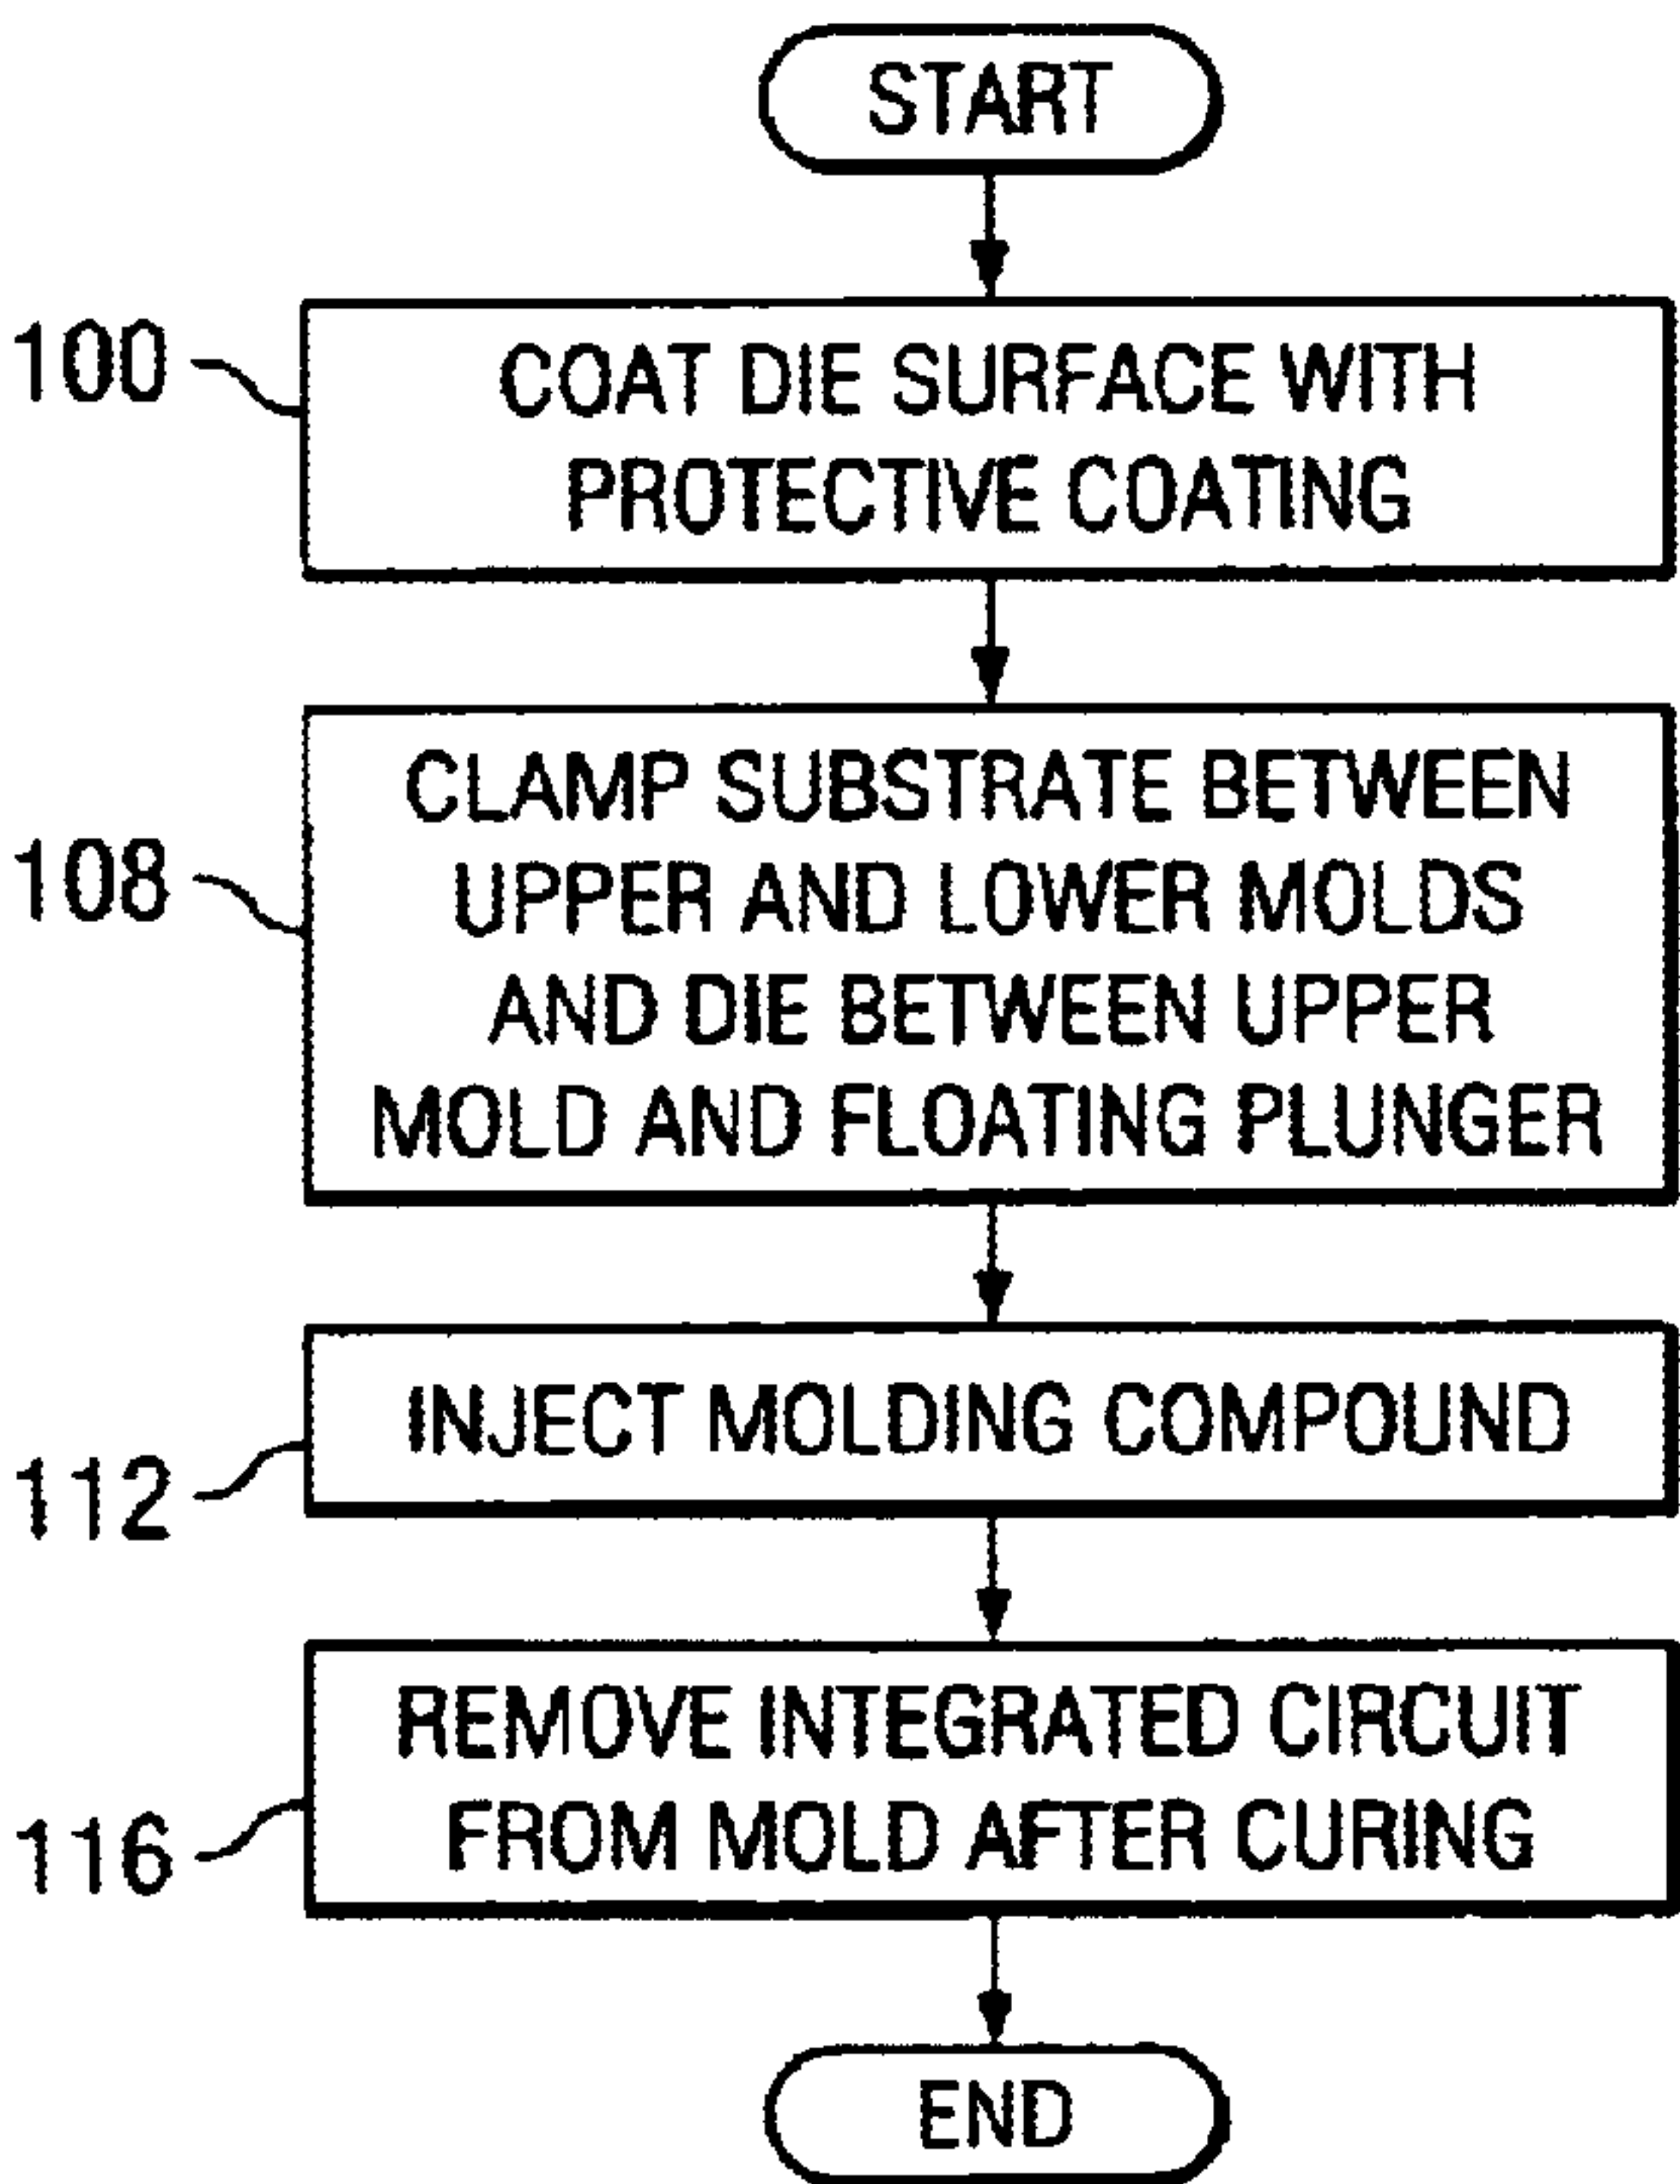 START
100
COAT DIE SURFACE WITH
PROTECTIVE COATING
108
CLAMP SUBSTRATE BETWEEN
UPPER AND LOWER MOLDS
AND DIE BETWEEN UPPER
MOLD AND FLOATING PLUNGER
112
INJECT MOLDING COMPOUND
116
REMOVE INTEGRATED CIRCUIT
FROM MOLD AFTER CURING
END